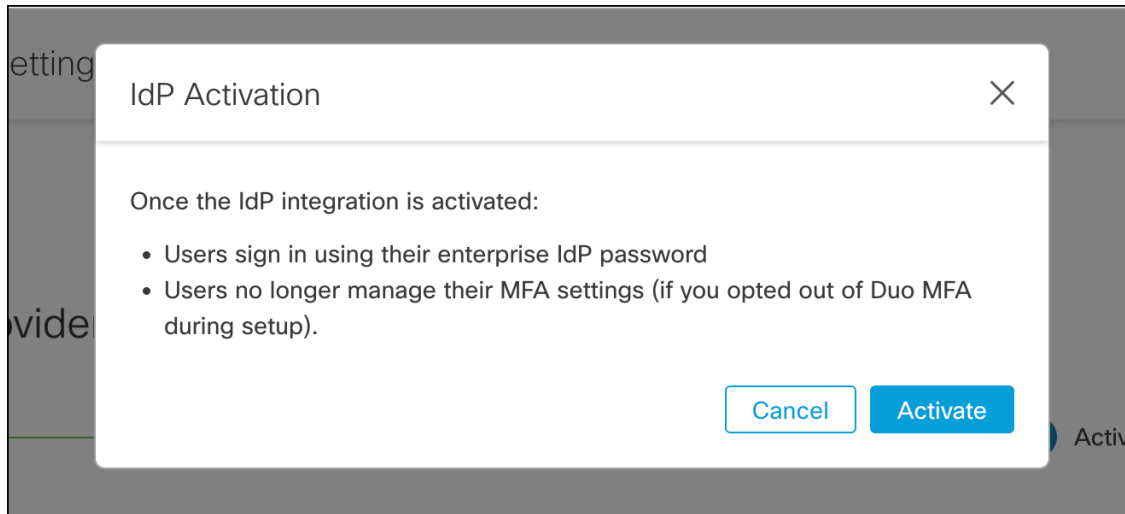 etting
IdP Activation
Once the IdP integration is activated:
• Users sign in using their enterprise IdP password
• Users no longer manage their MFA settings (if you opted out of Duo MFA
during setup).
ovider
Cancel
Activate
Activ